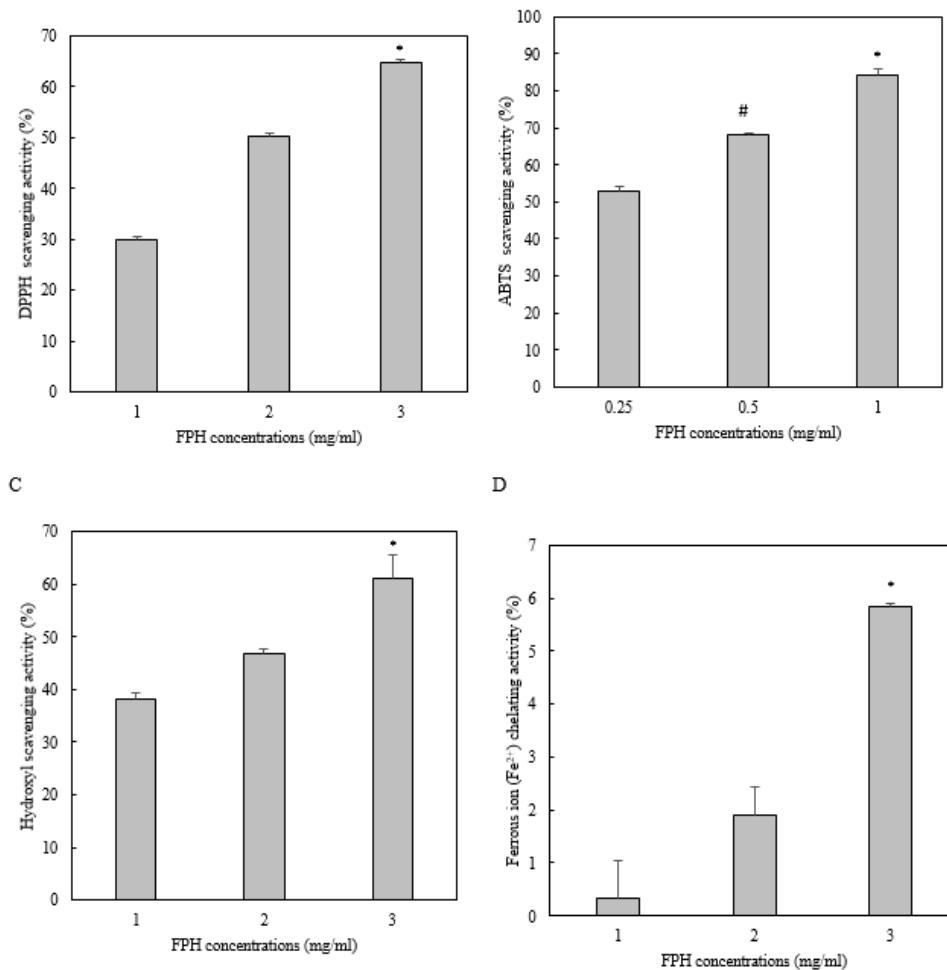 70
60
50
40
30
20
10
0
DPPH scavenging activity (%)
*
1 2 3
FPH concentrations (mg/ml)
100
90
80
70
60
50
40
30
20
10
0
ABTS scavenging activity (%)
#
*
0.25 0.5 1
FPH concentrations (mg/ml)
C
70
60
50
40
30
20
10
0
Hydroxyl scavenging activity (%)
*
1 2 3
FPH concentrations (mg/ml)
D
7
6
5
4
3
2
1
0
Ferrous ion (Fe²⁺) chelating activity (%)
*
1 2 3
FPH concentrations (mg/ml)